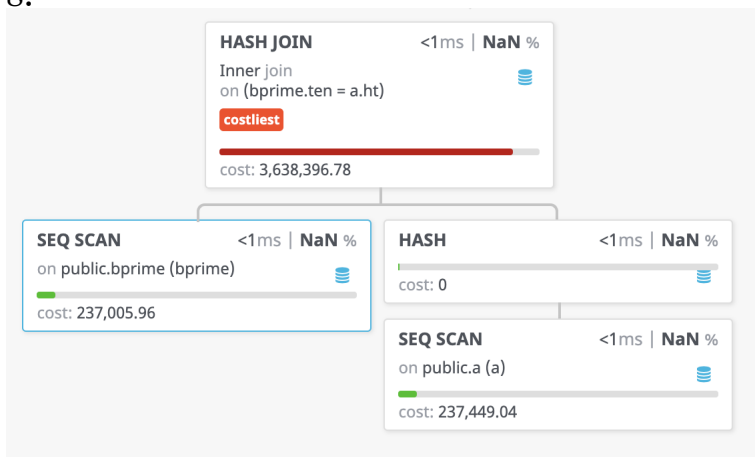 8.
HASH JOIN <1ms | NaN %
Inner join
on (bprime.ten = a.ht)
costliest
cost: 3,638,396.78
SEQ SCAN <1ms | NaN %
on public.bprime (bprime)
cost: 237,005.96
HASH <1ms | NaN %
cost: 0
SEQ SCAN <1ms | NaN %
on public.a (a)
cost: 237,449.04